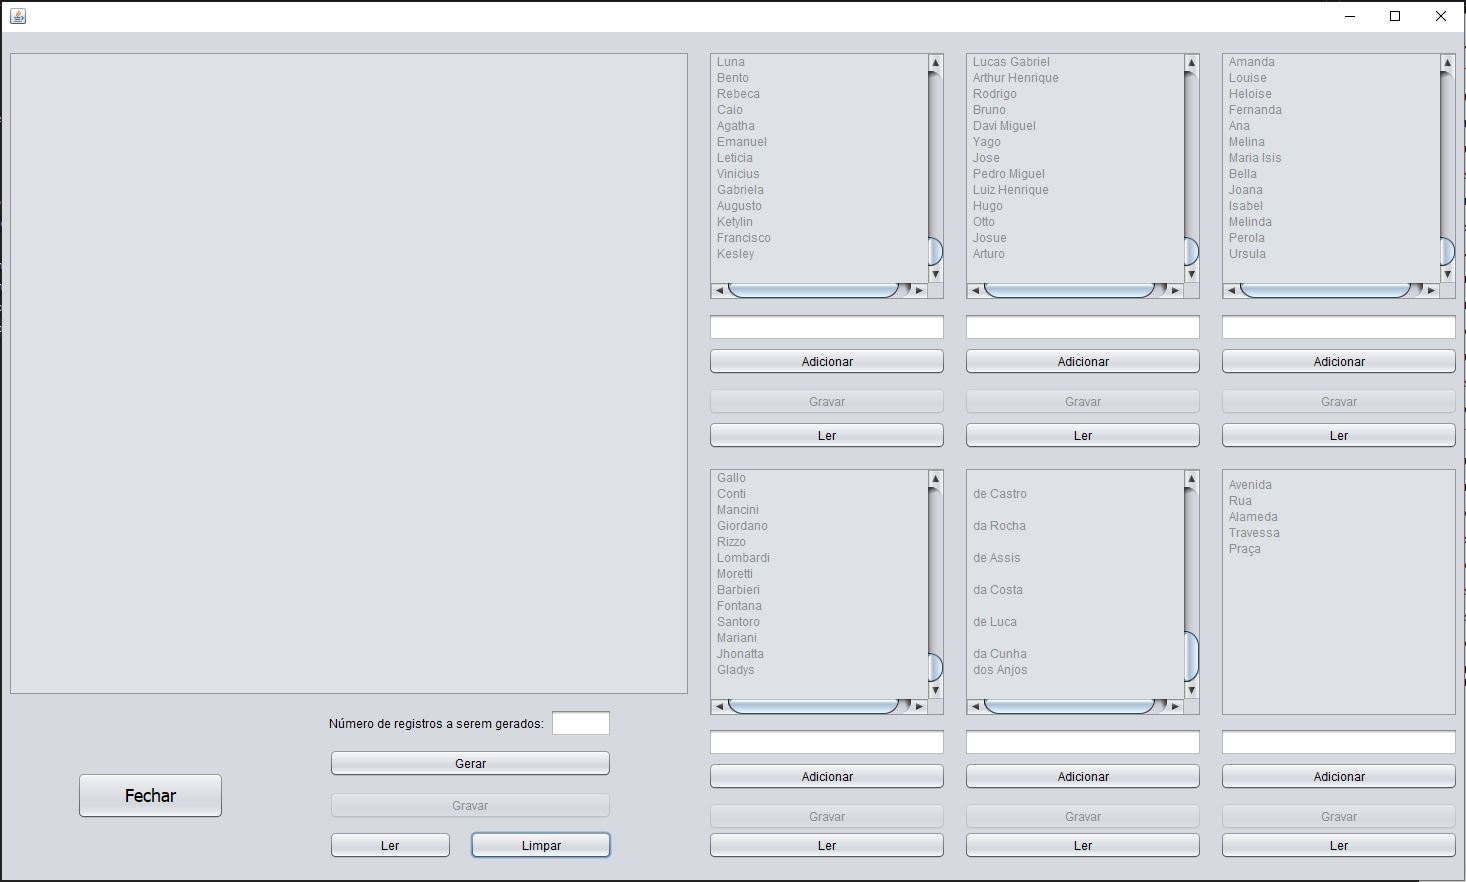 Luna
Bento
Rebeca
Caio
Agatha
Emanuel
Leticia
Vinicius
Gabriela
Augusto
Ketylin
Francisco
Kesley
Adicionar
Gravar
Ler
Lucas Gabriel
Arthur Henrique
Rodrigo
Bruno
Davi Miguel
Yago
Jose
Pedro Miguel
Luiz Henrique
Hugo
Otto
Josue
Arturo
Adicionar
Gravar
Ler
Amanda
Louise
Heloise
Fernanda
Ana
Melina
Maria Isis
Bella
Joana
Isabel
Melinda
Perola
Ursula
Adicionar
Gravar
Ler
Gallo
Conti
Mancini
Giordano
Rizzo
Lombardi
Moretti
Barbieri
Fontana
Santoro
Mariani
Jhonatta
Gladys
Adicionar
Gravar
Ler
de Castro
da Rocha
de Assis
da Costa
de Luca
da Cunha
dos Anjos
Adicionar
Gravar
Ler
Avenida
Rua
Alameda
Travessa
Praça
Adicionar
Gravar
Ler
Número de registros a serem gerados:
Gerar
Fechar
Gravar
Ler
Limpar